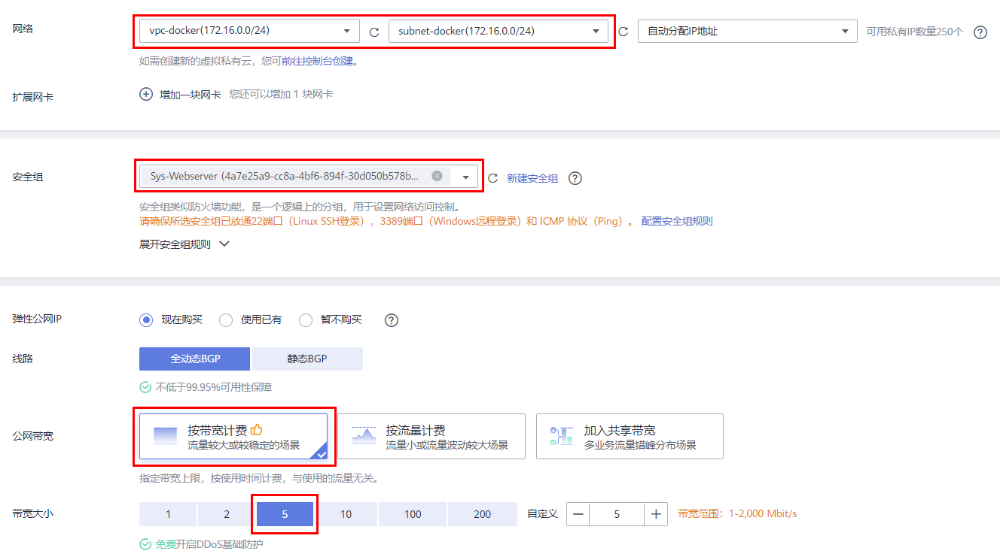 网络 vpc-docker(172.16.0.0/24) subnet-docker(172.16.0.0/24) 自动分配IP地址 可用私有IP数量250个
如需创建新的虚拟私有云，您可前往控制台创建。
扩展网卡 增加一块网卡 您还可以增加 1 块网卡
安全组 Sys-Webserver (4a7e25a9-cc8a-4bf6-894f-30d050b578b... 新建安全组
安全组类似防火墙功能，是一个逻辑上的分组，用于设置网络访问控制。
请确保所选安全组已放通22端口（Linux SSH登录），3389端口（Windows远程登录）和 ICMP 协议（Ping）。 配置安全组规则
展开安全组规则
弹性公网IP 现在购买 使用已有 暂不购买
线路 全动态BGP 静态BGP
不低于99.95%可用性保障
公网带宽 按带宽计费 按流量计费 加入共享带宽
流量较大或较稳定的场景 流量小或流量波动较大场景 多业务流量错峰分布场景
指定带宽上限，按使用时间计费，与使用的流量无关。
带宽大小 1 2 5 10 100 200 自定义 5 带宽范围：1-2,000 Mbit/s
免费开启DDoS基础防护